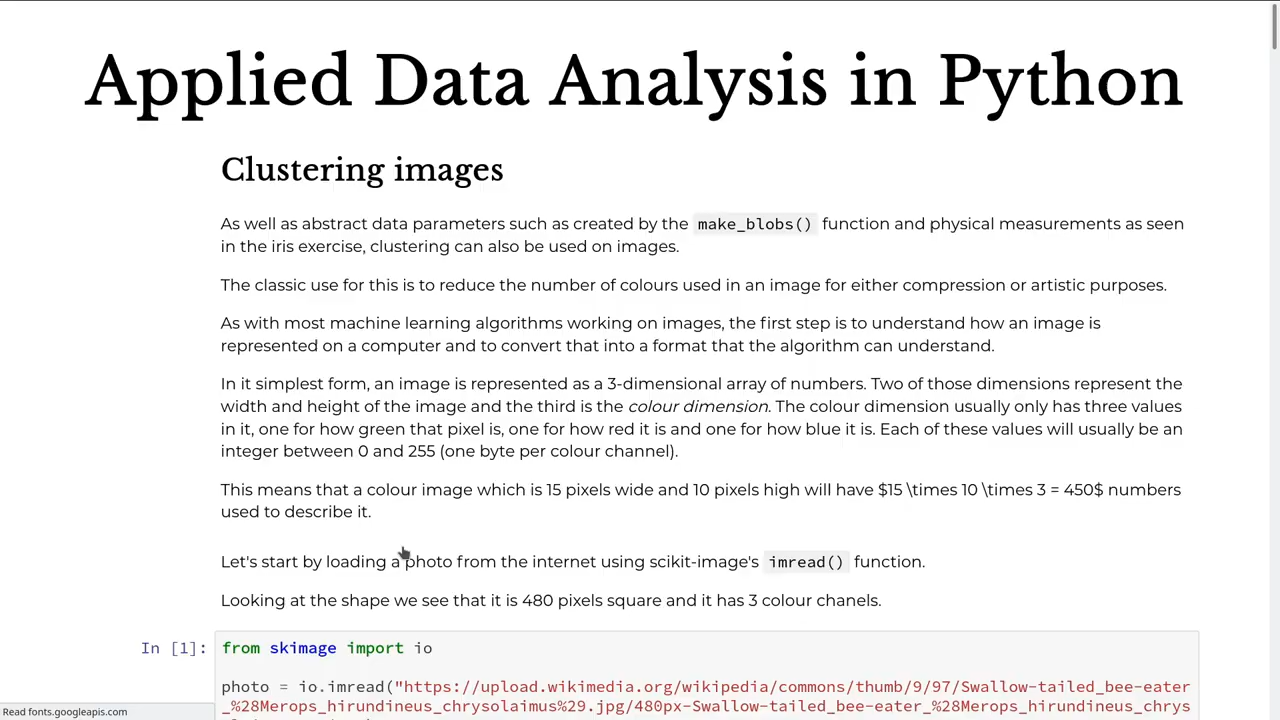 Applied Data Analysis in Python
Clustering images
As well as abstract data parameters such as created by the make_blobs() function and physical measurements as seen
in the iris exercise, clustering can also be used on images.
The classic use for this is to reduce the number of colours used in an image for either compression or artistic purposes.
As with most machine learning algorithms working on images, the first step is to understand how an image is
represented on a computer and to convert that into a format that the algorithm can understand.
In it simplest form, an image is represented as a 3-dimensional array of numbers. Two of those dimensions represent the
width and height of the image and the third is the colour dimension. The colour dimension usually only has three values
in it, one for how green that pixel is, one for how red it is and one for how blue it is. Each of these values will usually be an
integer between 0 and 255 (one byte per colour channel).
This means that a colour image which is 15 pixels wide and 10 pixels high will have $15 \times 10 \times 3 = 450$ numbers
used to describe it.
Let's start by loading a photo from the internet using scikit-image's imread() function.
Looking at the shape we see that it is 480 pixels square and it has 3 colour chanels.
In [1]: from skimage import io
photo = io.imread("https://upload.wikimedia.org/wikipedia/commons/thumb/9/97/Swallow-tailed_bee-eater
_%28Merops_hirundineus_chrysolaimus%29.jpg/480px-Swallow-tailed_bee-eater_%28Merops_hirundineus_chrys
Read fonts.googleapis.com